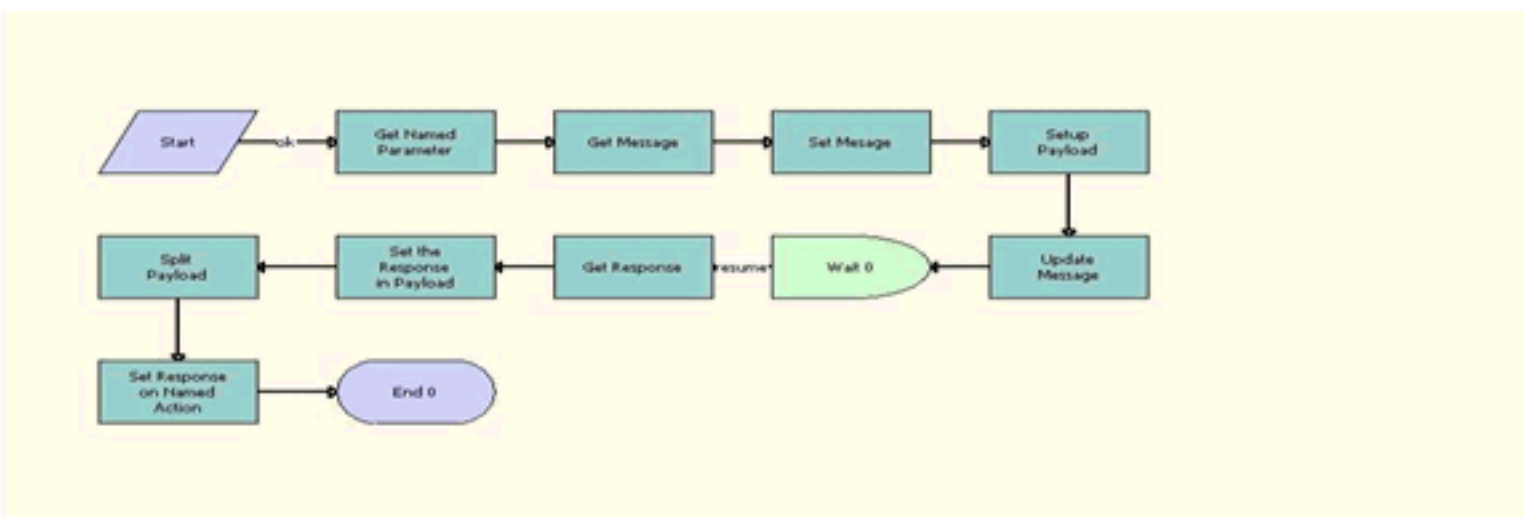 Start
ok
Get Named
Parameter
Get Message
Set Mesage
Setup
Payload
Update
Message
Wait 0
resume
Get Response
Set the
Response
in Payload
Split
Payload
Set Response
on Named
Action
End 0